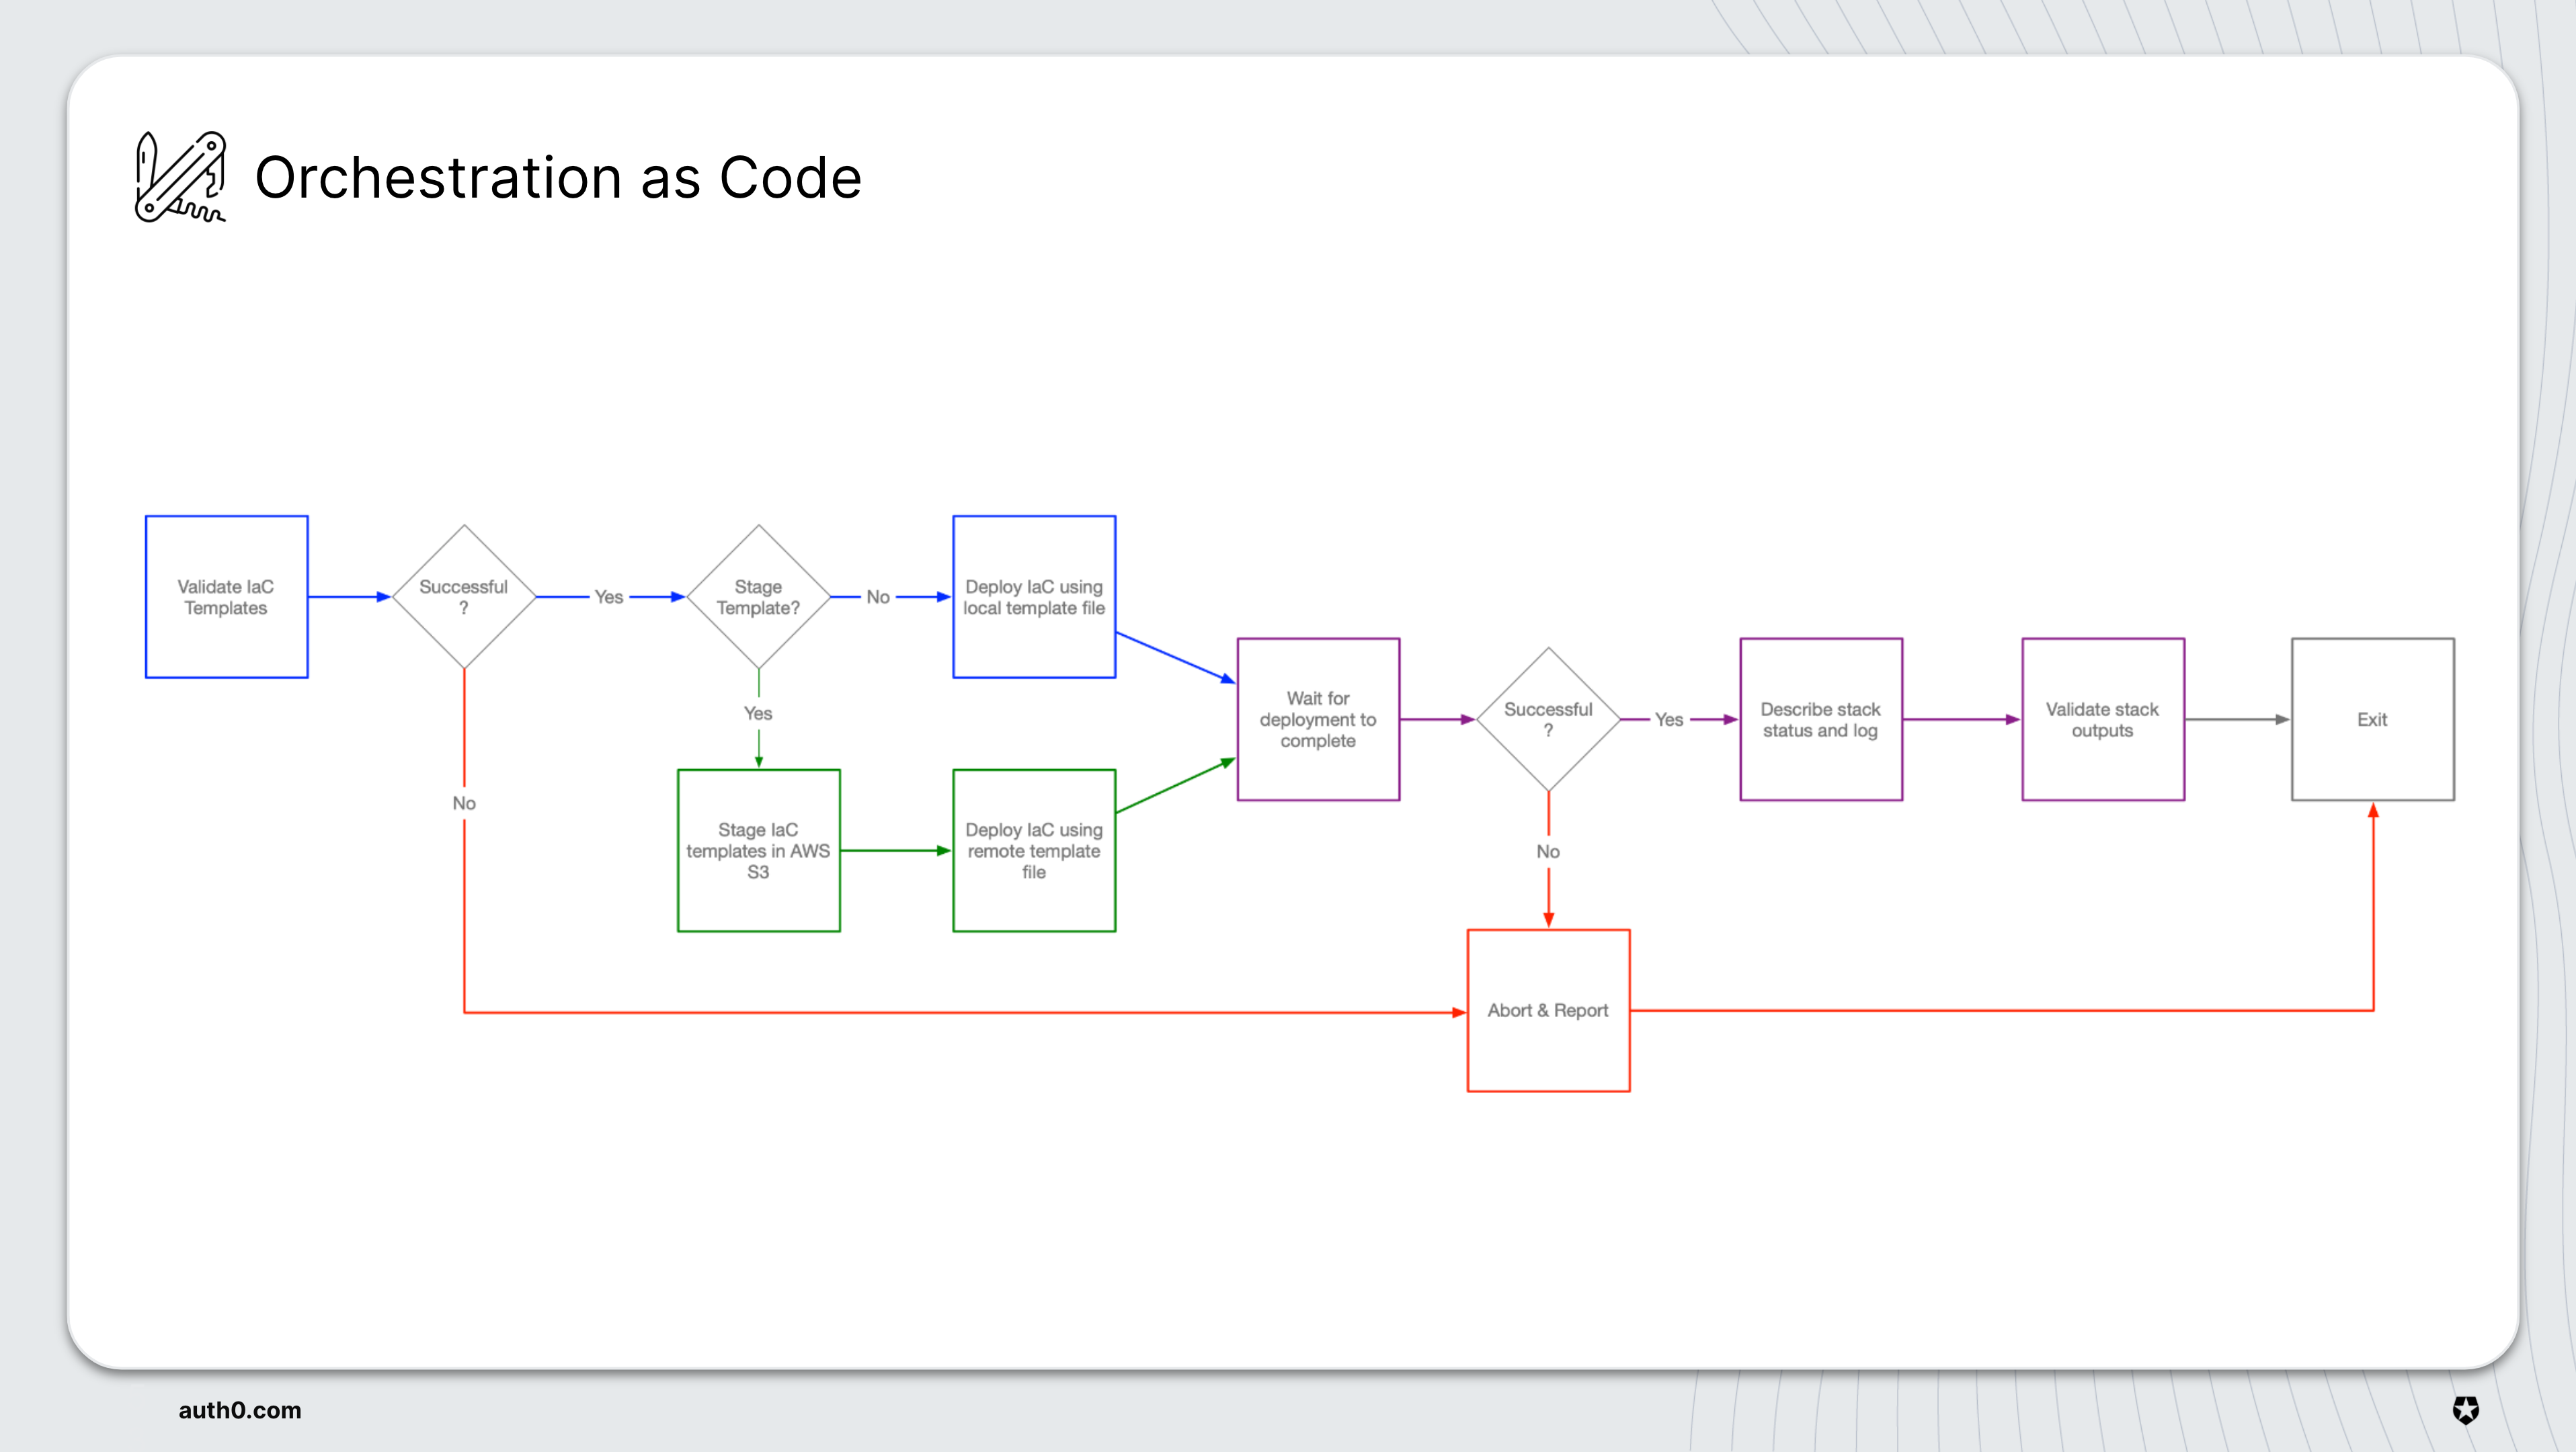 Orchestration as Code
Validate IaC
Templates
Successful
?
Yes
Stage
Template?
No
Deploy IaC using
local template file
Yes
No
Stage IaC
templates in AWS
S3
Deploy IaC using
remote template
file
Wait for
deployment to
complete
Successful
?
Yes
Describe stack
status and log
Validate stack
outputs
Exit
No
Abort & Report
auth0.com